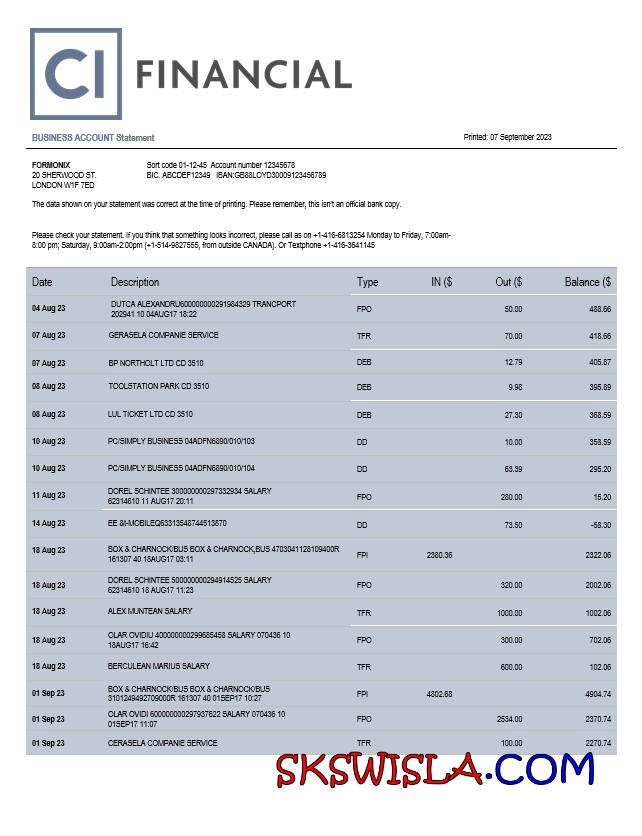 CI FINANCIAL
BUSINESS ACCOUNT Statement Printed: 07 September 2023
FORMONIX Sort code 01-12-45 Account number 12345678
20 SHERWOOD ST. BIC. ABCDEF12349 IBAN:GB88LOYD30009123456789
LONDON W1F 7ED
The data shown on your statement was correct at the time of printing. Please remember, this isn't an official bank copy.
Please check your statement. If you think that something looks incorrect, please call as on +1-416-6813254 Monday to Friday, 7:00am-
8:00 pm; Saturday, 9:00am-2:00pm (+1-514-9827555, from outside CANADA). Or Textphone +1-416-3641145
Date Description Type IN ($ Out ($ Balance ($
04 Aug 23 DUTCA ALEXANDRU600000000291984329 TRANCPORT FPO 50.00 488.66
202941 10 04AUG17 18:22
07 Aug 23 GERASELA COMPANIE SERVICE TFR 70.00 418.66
07 Aug 23 BP NORTHOLT LTD CD 3510 DEB 12.79 405.87
08 Aug 23 TOOLSTATION PARK CD 3510 DEB 9.98 395.89
08 Aug 23 LUL TICKET LTD CD 3510 DEB 27.30 368.59
10 Aug 23 PC/SIMPLY BUSINESS 04ADFN6890/010/103 DD 10.00 358.59
10 Aug 23 PC/SIMPLY BUSINESS 04ADFN6890/010/104 DD 63.39 295.20
11 Aug 23 DOREL SCHINTEE 300000000297332934 SALARY FPO 280.00 15.20
62314610 11 AUG17 20:11
14 Aug 23 EE &t-MOBILEQ63313548744513870 DD 73.50 -58.30
18 Aug 23 BOX & CHARNOCK/BUS BOX & CHARNOCK,BUS 4703041128109400R FPI 2380.36 2322.06
161307 40 18AUG17 03:11
18 Aug 23 DOREL SCHINTEE 500000000294914525 SALARY FPO 320.00 2002.06
62314610 18 AUG17 11:23
18 Aug 23 ALEX MUNTEAN SALARY TFR 1000.00 1002.06
18 Aug 23 OLAR OVIDIU 400000000299685458 SALARY 070436 10 FPO 300.00 702.06
18AUG17 16:42
18 Aug 23 BERCULEAN MARIUS SALARY TFR 600.00 102.06
01 Sep 23 BOX & CHARNOCK/BUS BOX & CHARNOCK/BUS FPI 4802.68 4904.74
3101249492709000R 161307 40 01SEP17 10:27
01 Sep 23 OLAR OVIDI 600000000297937622 SALARY 070436 10 FPO 2534.00 2370.74
01SEP17 11:07
01 Sep 23 CERASELA COMPANIE SERVICE TFR 100.00 2270.74
SKSWISLA.COM